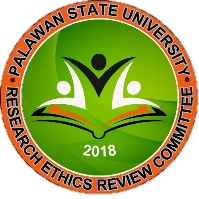 • PALAWAN STATE UNIVERSITY •
RESEARCH ETHICS REVIEW COMMITTEE
2018